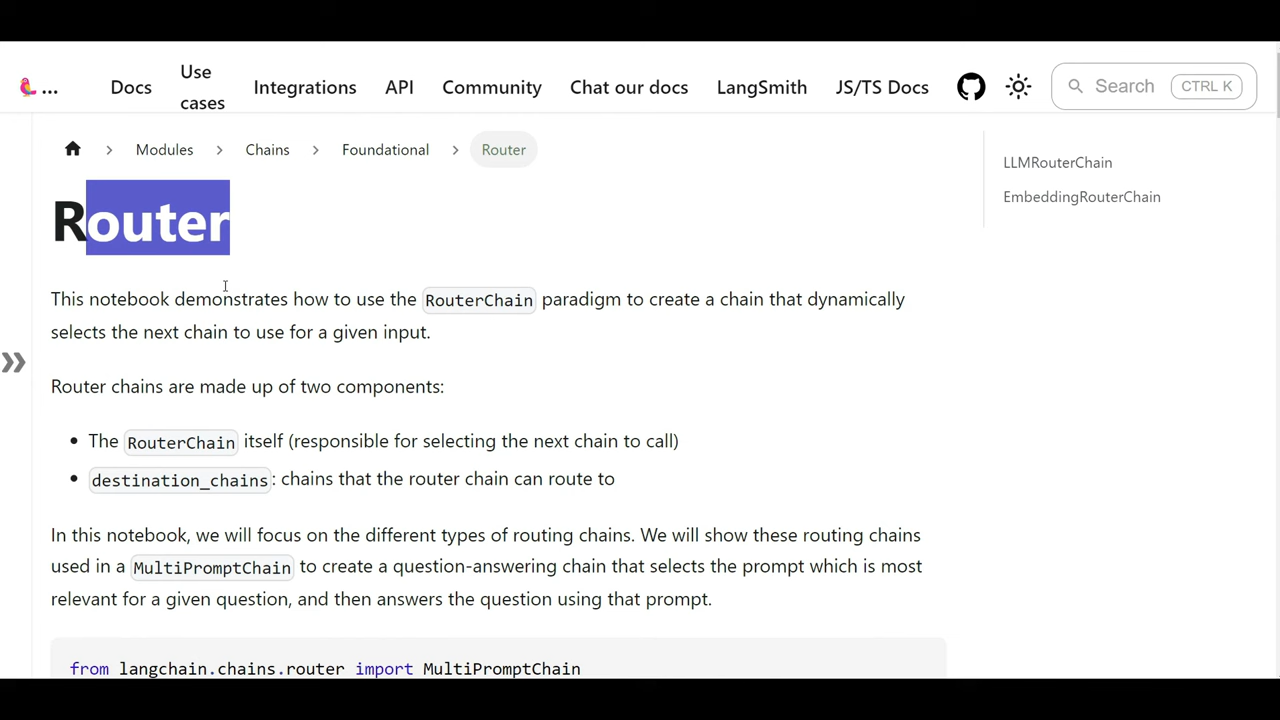 ...
Docs
Use
cases
Integrations
API
Community
Chat our docs
LangSmith
JS/TS Docs
Search
CTRL K
Modules
Chains
Foundational
Router
LLMRouterChain
EmbeddingRouterChain
Router
This notebook demonstrates how to use the RouterChain paradigm to create a chain that dynamically
selects the next chain to use for a given input.
Router chains are made up of two components:
• The RouterChain itself (responsible for selecting the next chain to call)
• destination_chains: chains that the router chain can route to
In this notebook, we will focus on the different types of routing chains. We will show these routing chains
used in a MultiPromptChain to create a question-answering chain that selects the prompt which is most
relevant for a given question, and then answers the question using that prompt.
from langchain.chains.router import MultiPromptChain